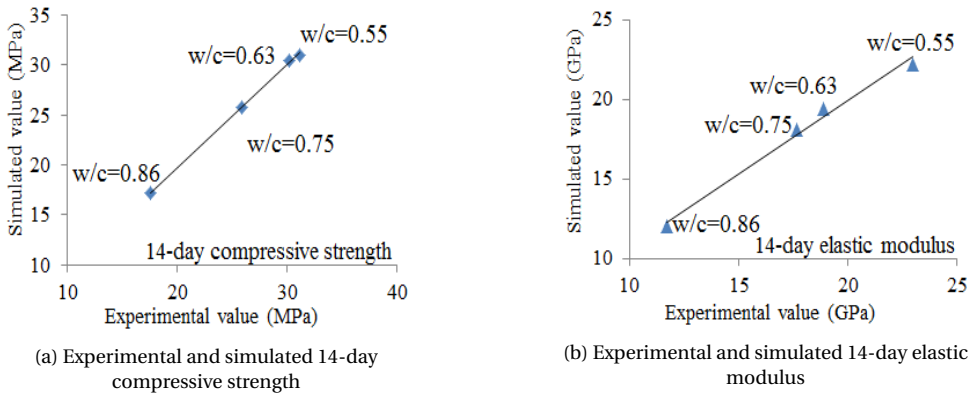 35
30
25
20
15
10
Simulated value (MPa)
w/c=0.55
w/c=0.63
w/c=0.75
w/c=0.86
14-day compressive strength
10 20 30 40
Experimental value (MPa)
(a) Experimental and simulated 14-day
compressive strength
25
20
15
10
Simulated value (GPa)
w/c=0.55
w/c=0.63
w/c=0.75
w/c=0.86
14-day elastic modulus
10 15 20 25
Experimental value (GPa)
(b) Experimental and simulated 14-day elastic
modulus